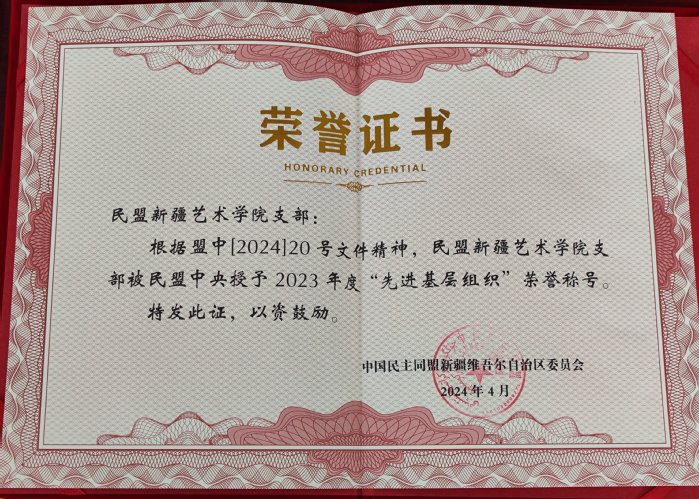 荣誉证书
HONORARY CREDENTIAL
民盟新疆艺术学院支部：
根据盟中[2024]20号文件精神，民盟新疆艺术学院支
部被民盟中央授予2023年度“先进基层组织”荣誉称号。
特发此证，以资鼓励。
中国民主同盟新疆维吾尔自治区委员会
2024年4月